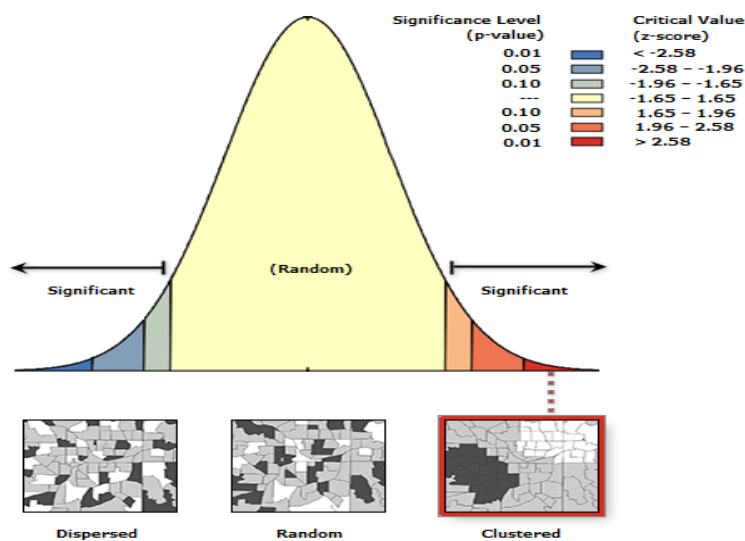 Significance Level Critical Value
(p-value) (z-score)
0.01 < -2.58
0.05 -2.58 – -1.96
0.10 -1.96 – -1.65
--- -1.65 – 1.65
0.10 1.65 – 1.96
0.05 1.96 – 2.58
0.01 > 2.58
(Random)
Significant Significant
Dispersed Random Clustered